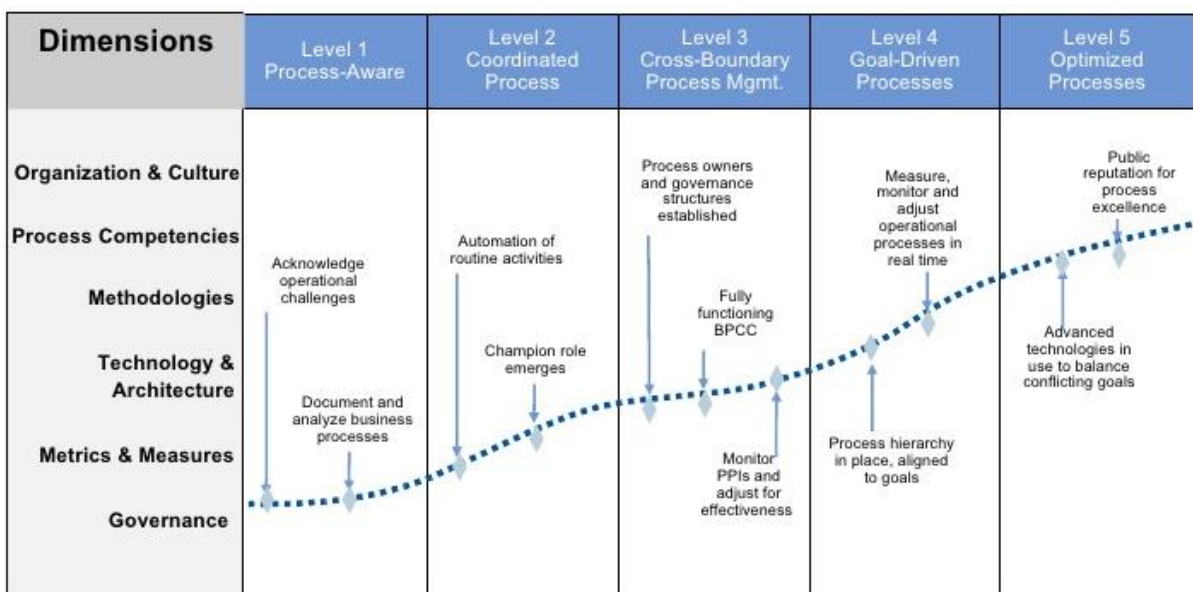 Dimensions
Level 1
Process-Aware
Level 2
Coordinated
Process
Level 3
Cross-Boundary
Process Mgmt.
Level 4
Goal-Driven
Processes
Level 5
Optimized
Processes
Organization & Culture
Process Competencies
Methodologies
Technology &
Architecture
Metrics & Measures
Governance
Acknowledge
operational
challenges
Document and
analyze business
processes
Automation of
routine activities
Champion role
emerges
Process owners
and governance
structures
established
Fully
functioning
BPCC
Monitor
PPIs and
adjust for
effectiveness
Measure,
monitor and
adjust
operational
processes in
real time
Process hierarchy
in place, aligned
to goals
Public
reputation for
process
excellence
Advanced
technologies in
use to balance
conflicting goals